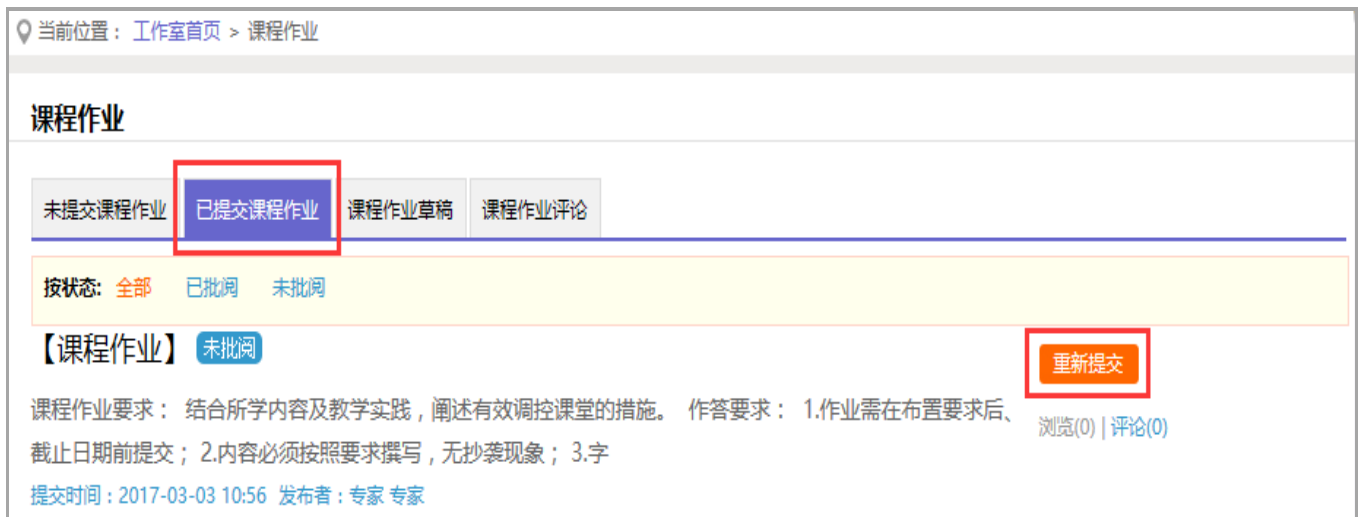 当前位置： 工作室首页 > 课程作业
课程作业
未提交课程作业 已提交课程作业 课程作业草稿 课程作业评论
按状态: 全部 已批阅 未批阅
【课程作业】 未批阅
重新提交
课程作业要求： 结合所学内容及教学实践，阐述有效调控课堂的措施。 作答要求： 1.作业需在布置要求后、
截止日期前提交； 2.内容必须按照要求撰写，无抄袭现象； 3.字
浏览(0) | 评论(0)
提交时间：2017-03-03 10:56 发布者：专家 专家